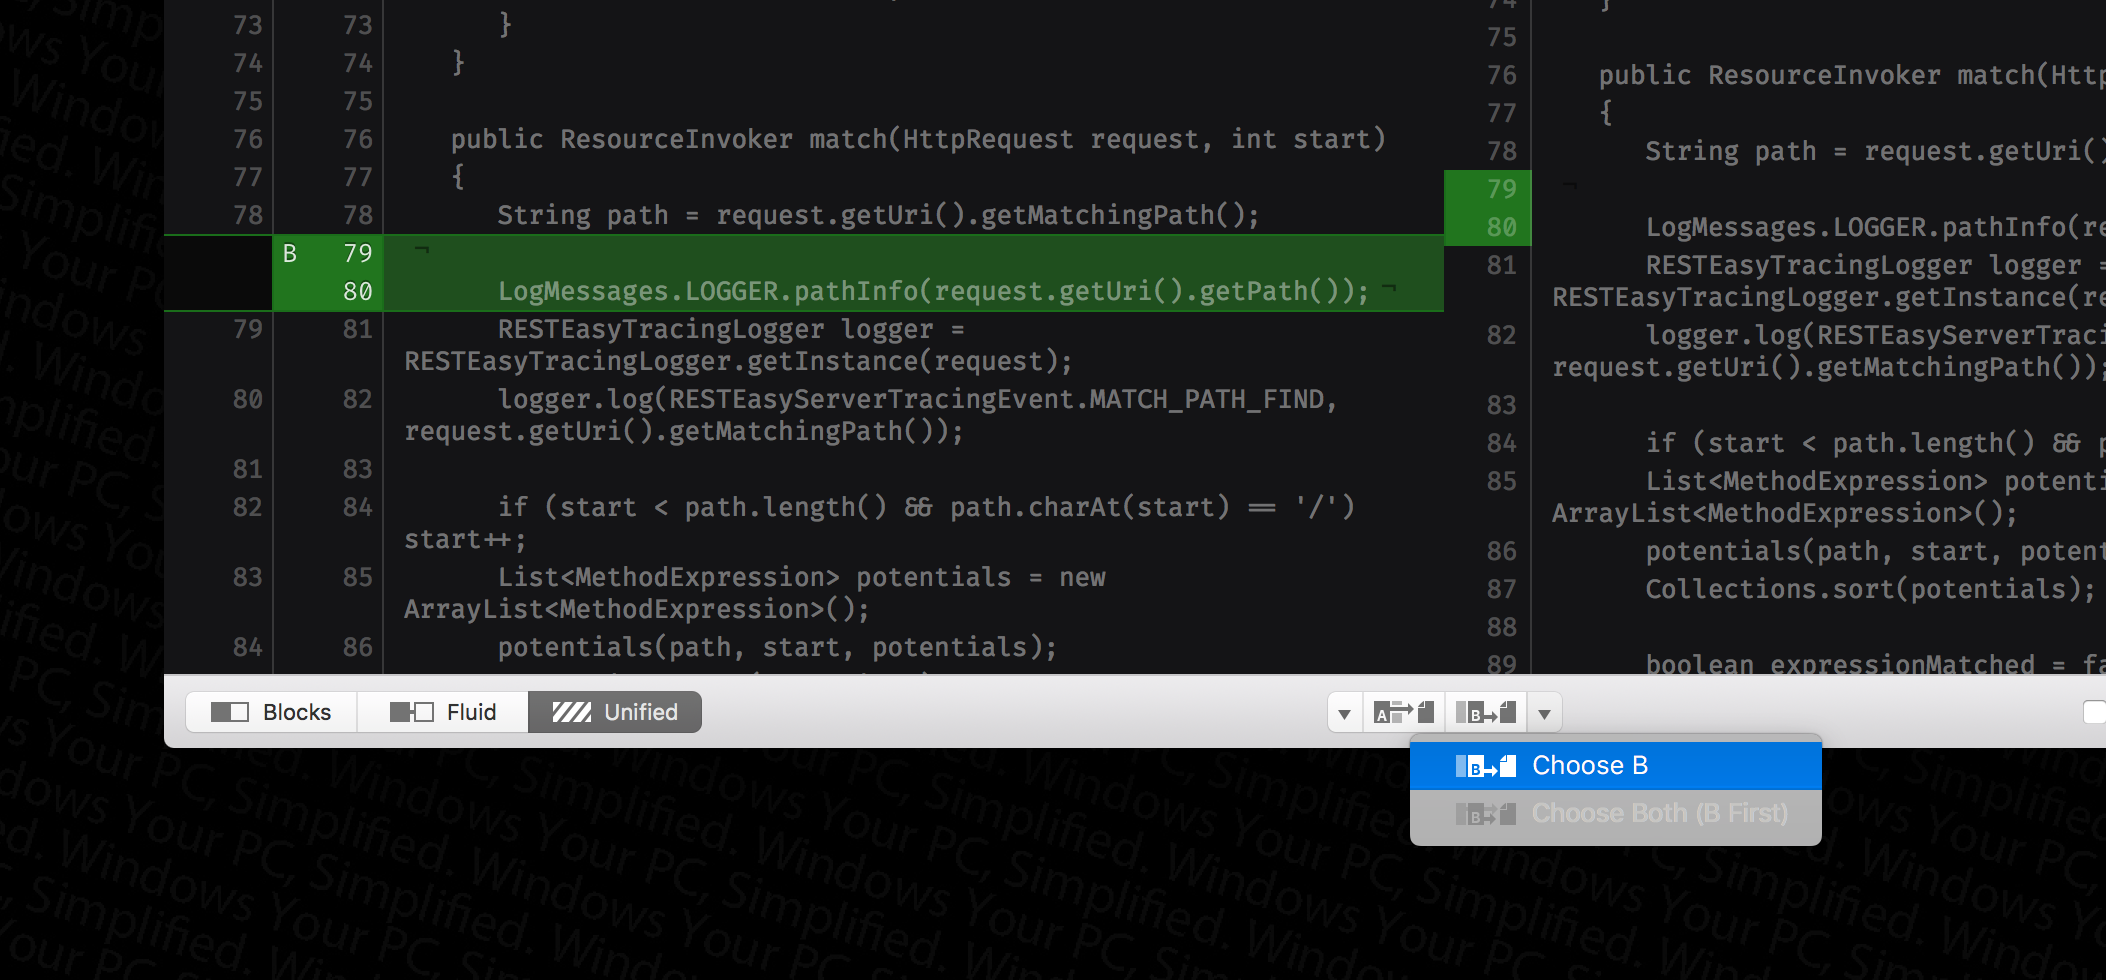 73 73 }
74 74 }
75 75
76 76 public ResourceInvoker match(HttpRequest request, int start)
77 77 {
78 78 String path = request.getUri().getMatchingPath();
B 79 ¬
80 LogMessages.LOGGER.pathInfo(request.getUri().getPath()); ¬
79 81 RESTEasyTracingLogger logger =
RESTEasyTracingLogger.getInstance(request);
80 82 logger.log(RESTEasyServerTracingEvent.MATCH_PATH_FIND,
request.getUri().getMatchingPath());
81 83
82 84 if (start < path.length() && path.charAt(start) == '/')
start++;
83 85 List<MethodExpression> potentials = new
ArrayList<MethodExpression>();
84 86 potentials(path, start, potentials);
74 }
75
76 public ResourceInvoker match(Http
77 {
78 String path = request.getUri()
79 ¬
80 LogMessages.LOGGER.pathInfo(re
81 RESTEasyTracingLogger logger =
RESTEasyTracingLogger.getInstance(re
82 logger.log(RESTEasyServerTraci
request.getUri().getMatchingPath());
83
84 if (start < path.length() && p
85 List<MethodExpression> potenti
ArrayList<MethodExpression>();
86 potentials(path, start, potent
87 Collections.sort(potentials);
88
89 boolean expressionMatched = fa
Blocks Fluid Unified
A B
B Choose B
B Choose Both (B First)
Windows Your PC, Simplified.